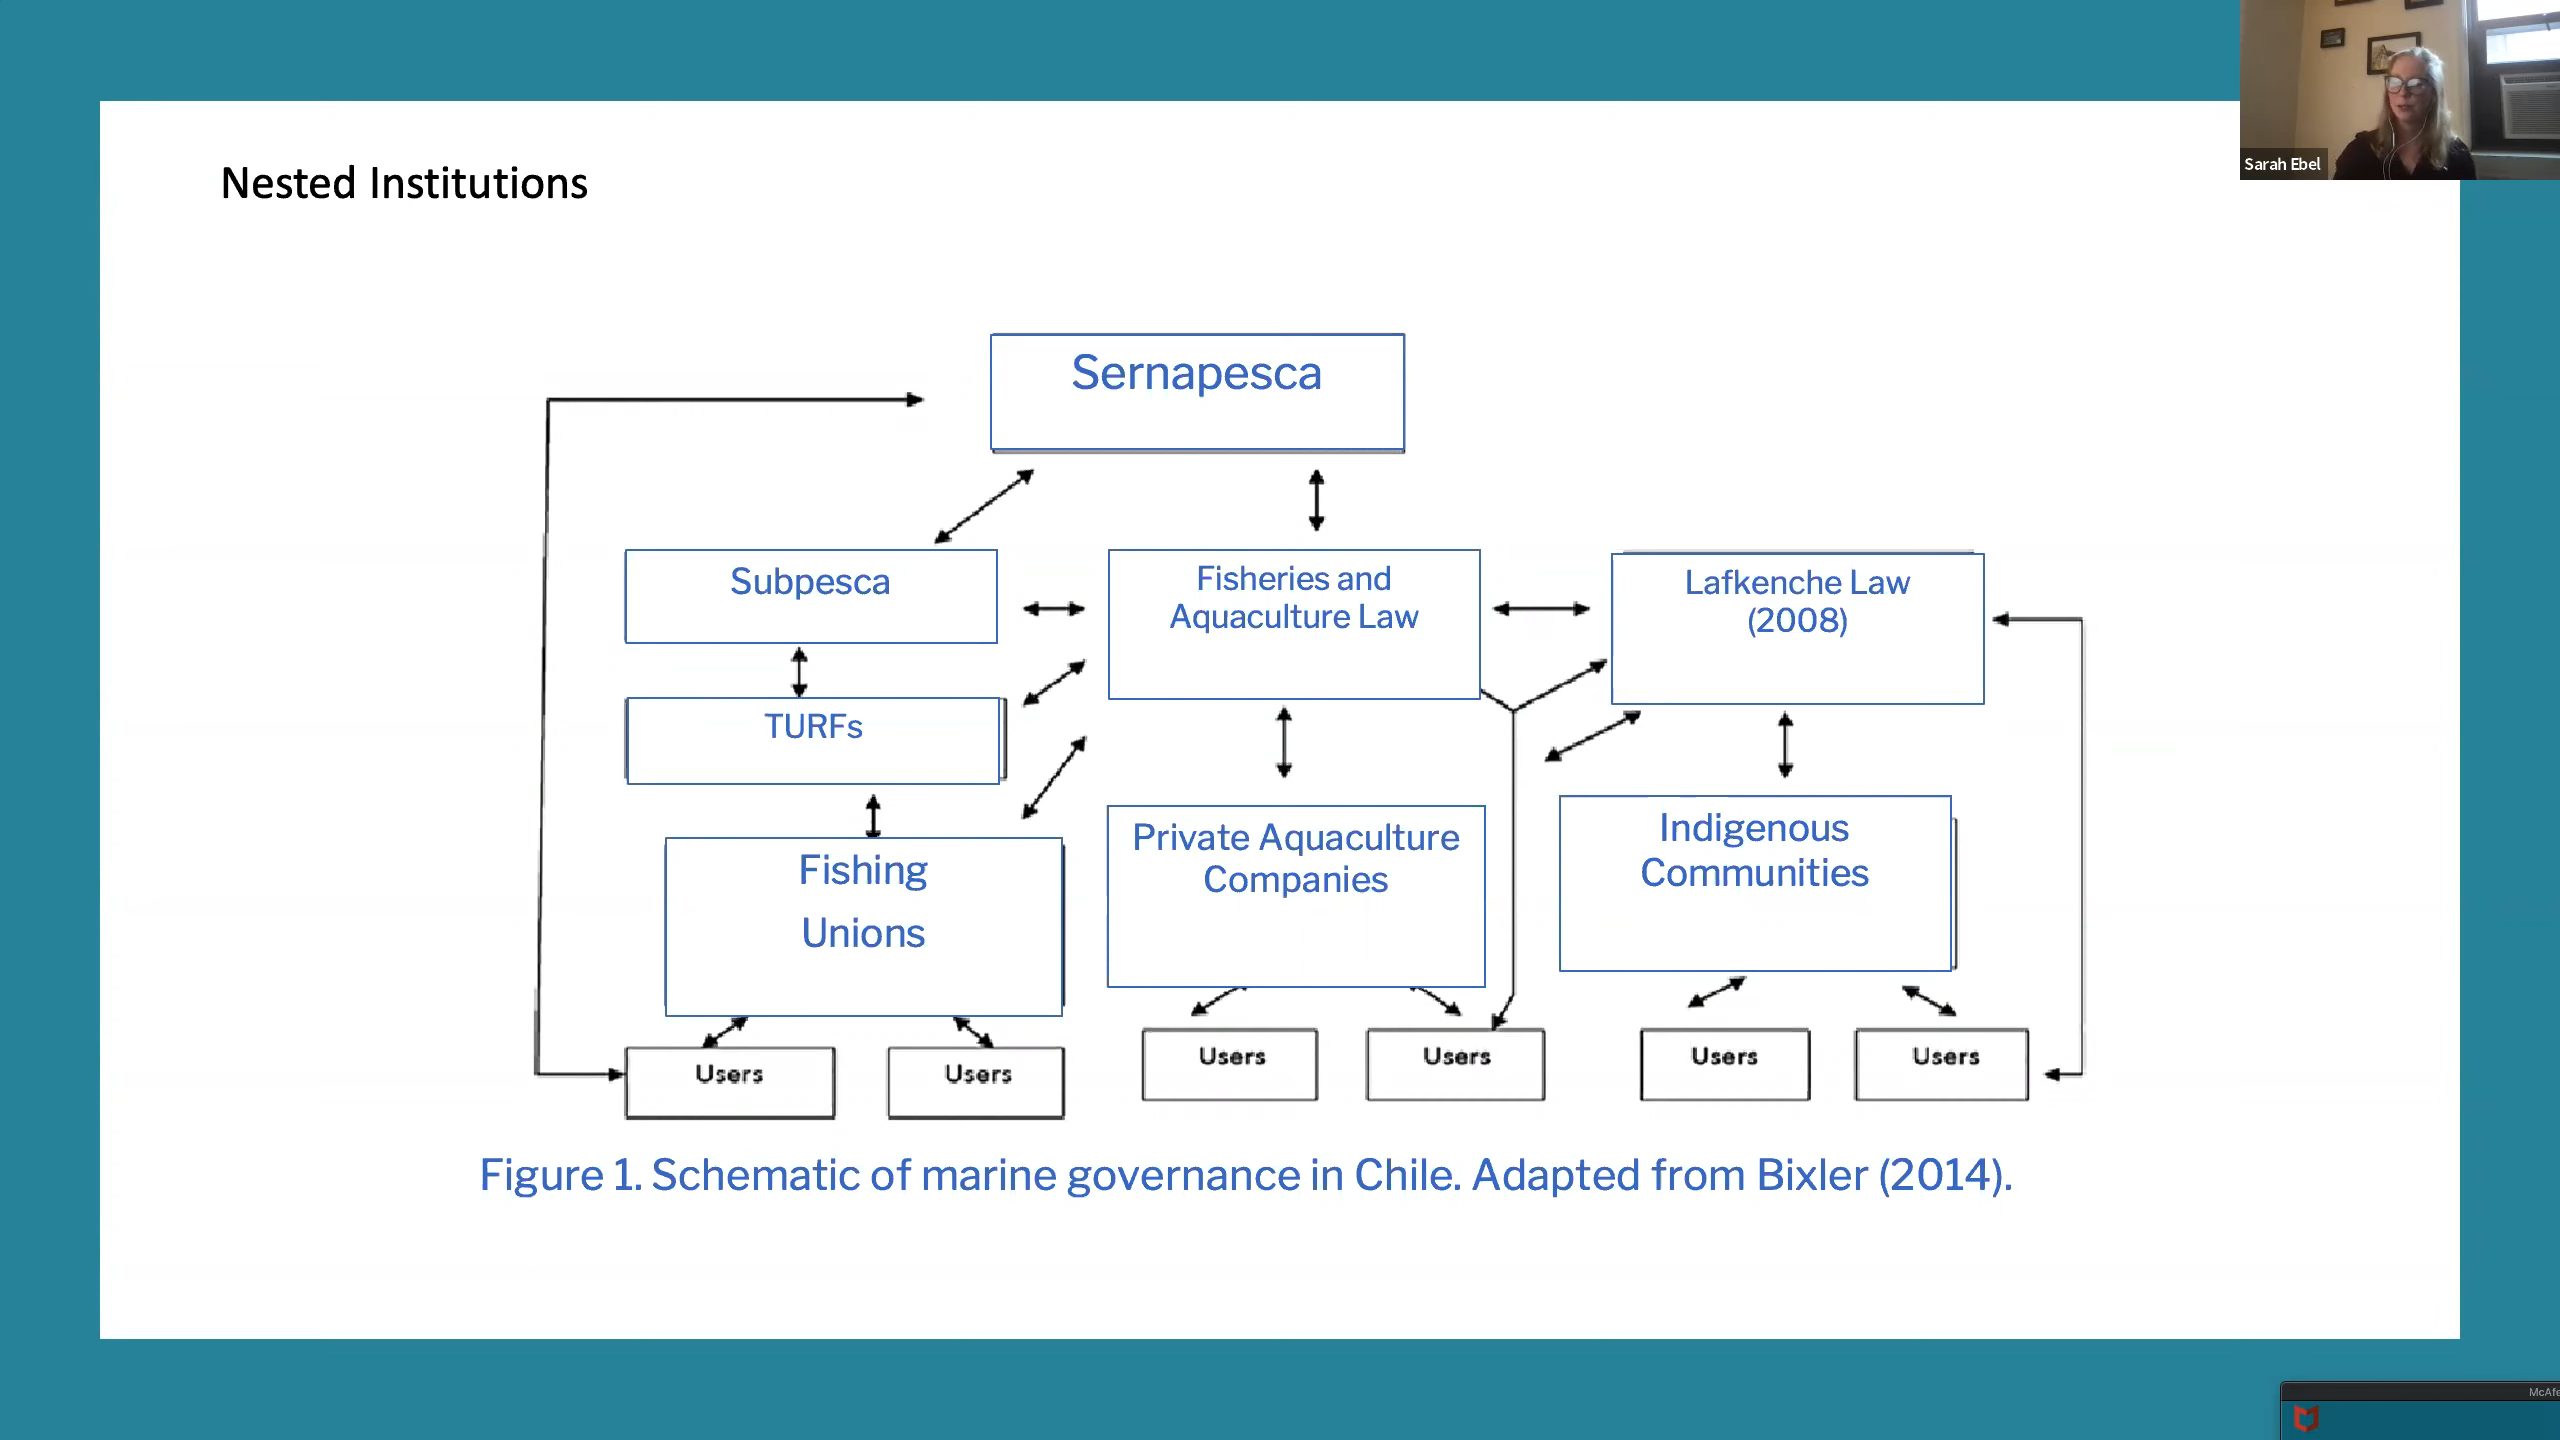 Sarah Ebel
Nested Institutions
Sernapesca
Subpesca
Fisheries and
Aquaculture Law
Lafkenche Law
(2008)
TURFs
Fishing
Unions
Private Aquaculture
Companies
Indigenous
Communities
Users
Users
Users
Users
Users
Users
Figure 1. Schematic of marine governance in Chile. Adapted from Bixler (2014).